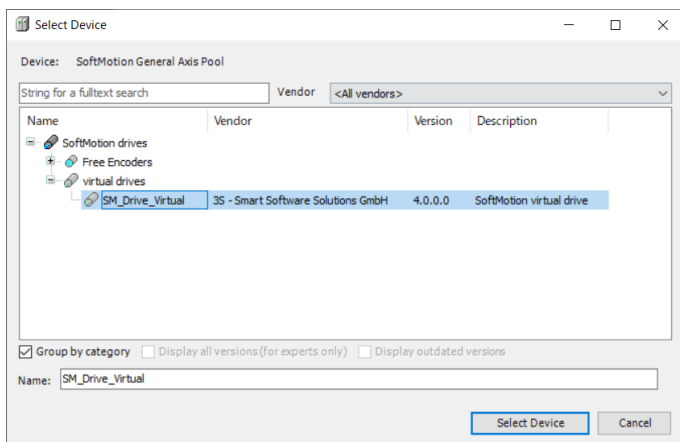 Select Device
Device: SoftMotion General Axis Pool
String for a fulltext search Vendor <All vendors>
Name Vendor Version Description
SoftMotion drives
Free Encoders
virtual drives
SM_Drive_Virtual 3S - Smart Software Solutions GmbH 4.0.0.0 SoftMotion virtual drive
Group by category Display all versions (for experts only) Display outdated versions
Name: SM_Drive_Virtual
Select Device Cancel